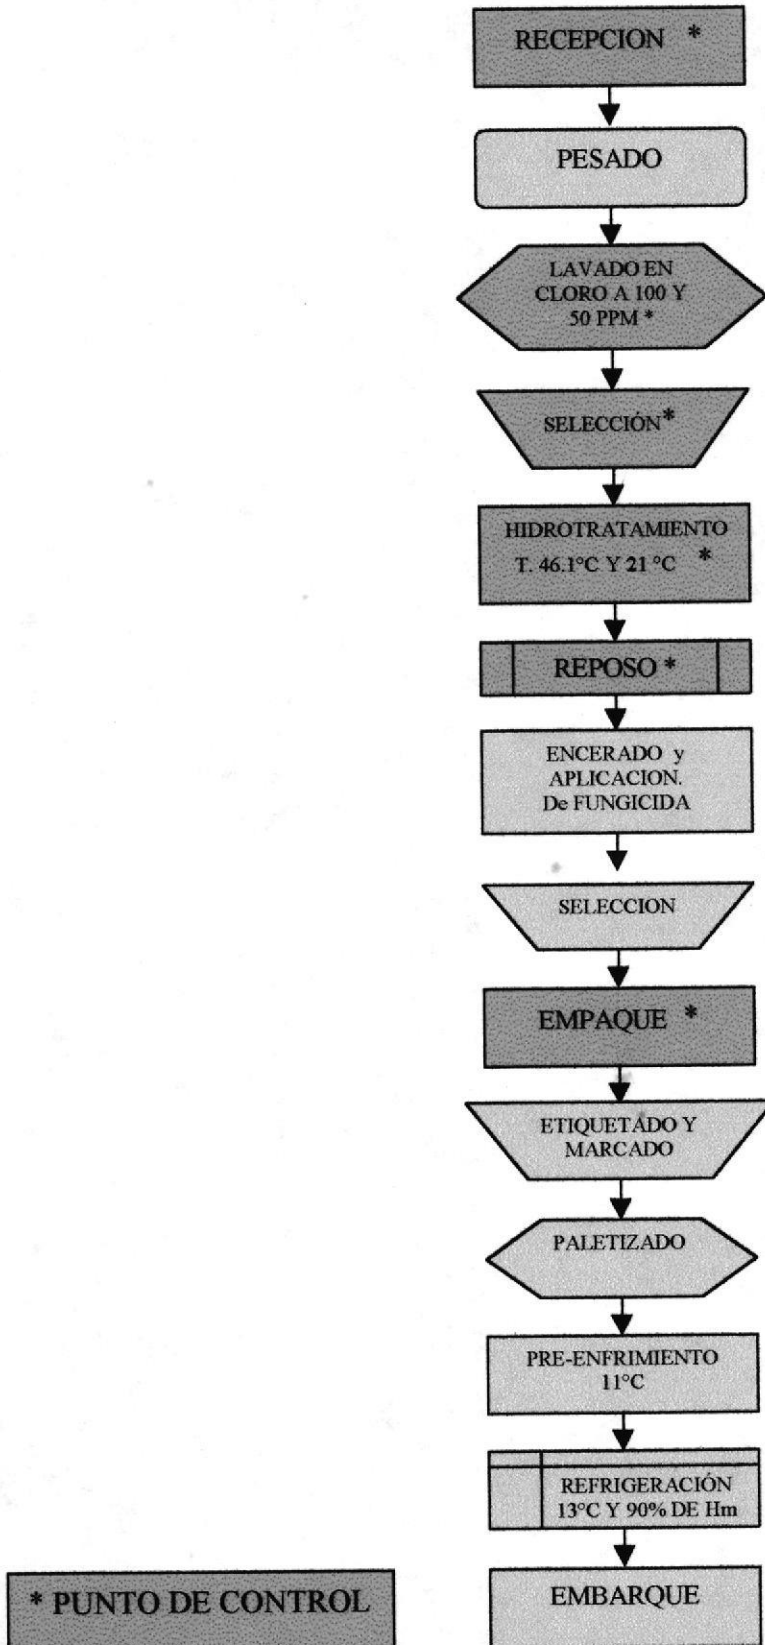 RECEPCION *
PESADO
LAVADO EN
CLORO A 100 Y
50 PPM *
SELECCIÓN*
HIDROTRATAMIENTO
T. 46.1°C Y 21 °C *
REPOSO *
ENCERADO y
APLICACION.
De FUNGICIDA
SELECCION
EMPAQUE *
ETIQUETADO Y
MARCADO
PALETIZADO
PRE-ENFRIMIENTO
11°C
REFRIGERACIÓN
13°C Y 90% DE Hm
EMBARQUE
* PUNTO DE CONTROL